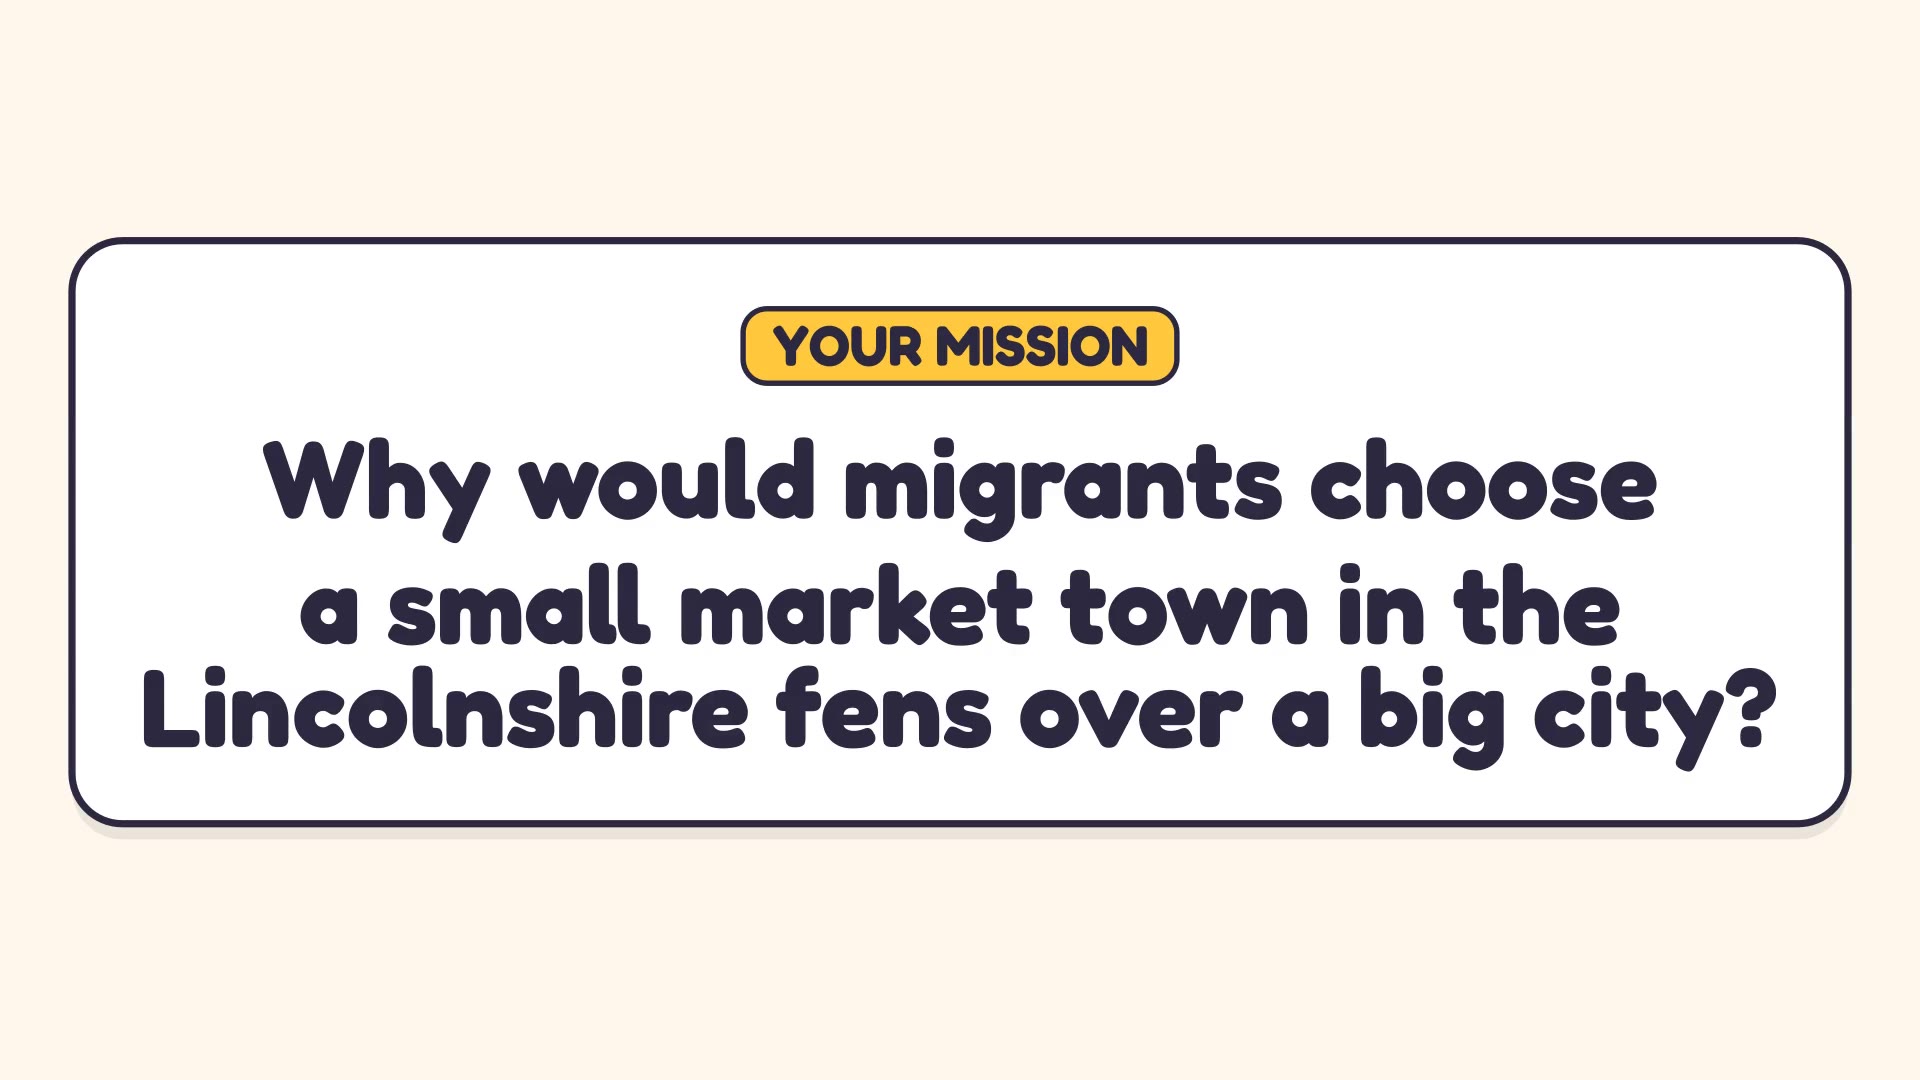 YOUR MISSION
Why would migrants choose
a small market town in the
Lincolnshire fens over a big city?